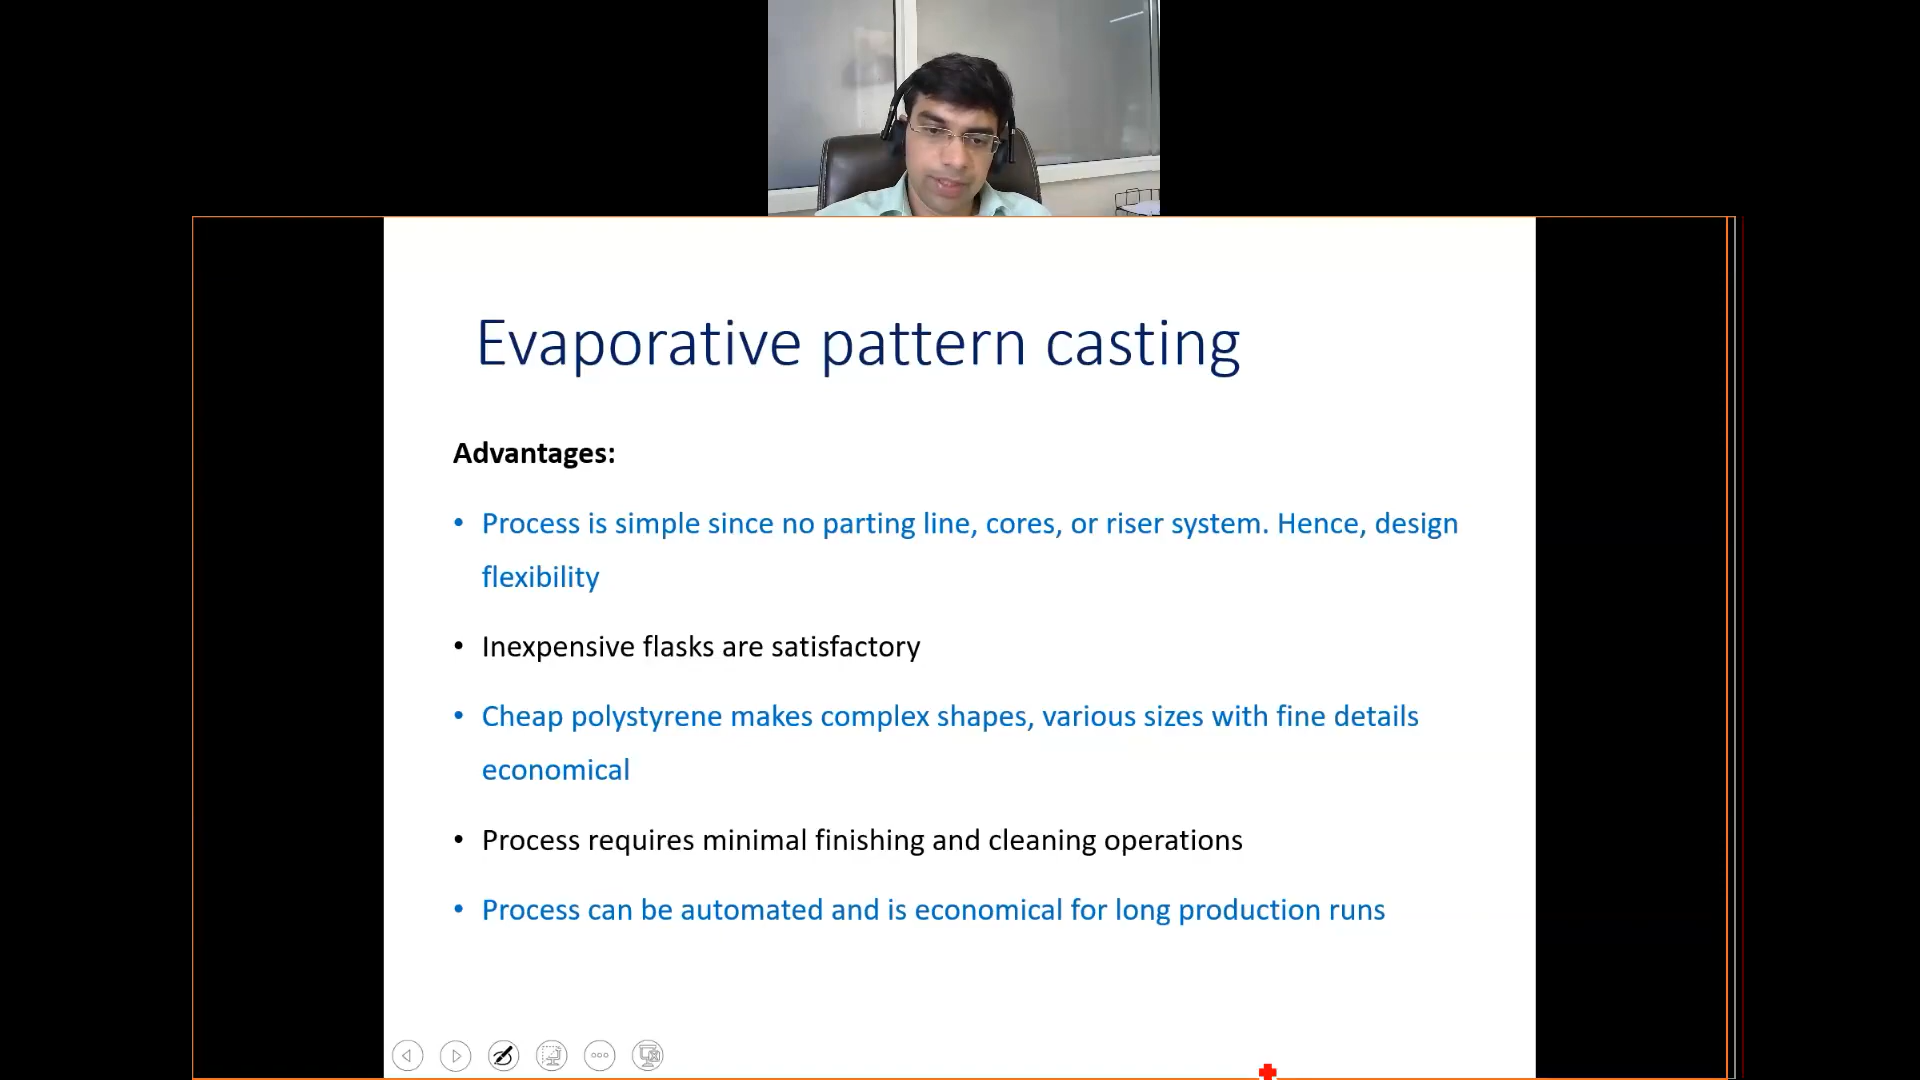 Evaporative pattern casting
Advantages:
• Process is simple since no parting line, cores, or riser system. Hence, design
flexibility
• Inexpensive flasks are satisfactory
• Cheap polystyrene makes complex shapes, various sizes with fine details
economical
• Process requires minimal finishing and cleaning operations
• Process can be automated and is economical for long production runs